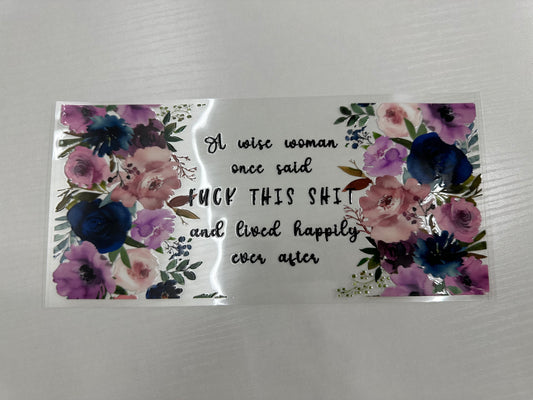 A wise woman
once said
FUCK THIS SHIT
and lived happily
ever after